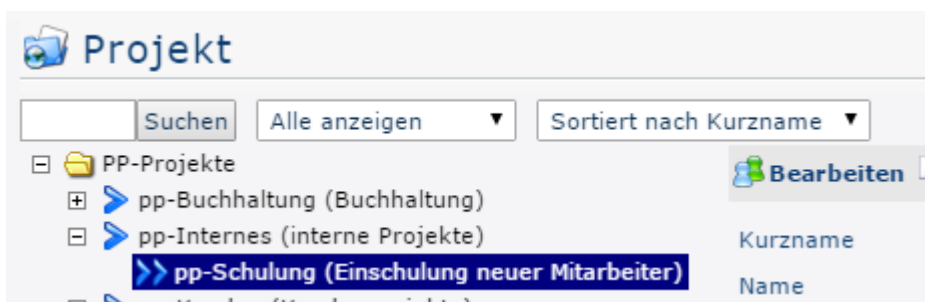 Projekt
Suchen Alle anzeigen Sortiert nach Kurzname
PP-Projekte
Bearbeiten
pp-Buchhaltung (Buchhaltung)
pp-Internes (interne Projekte)
Kurzname
pp-Schulung (Einschulung neuer Mitarbeiter)
Name